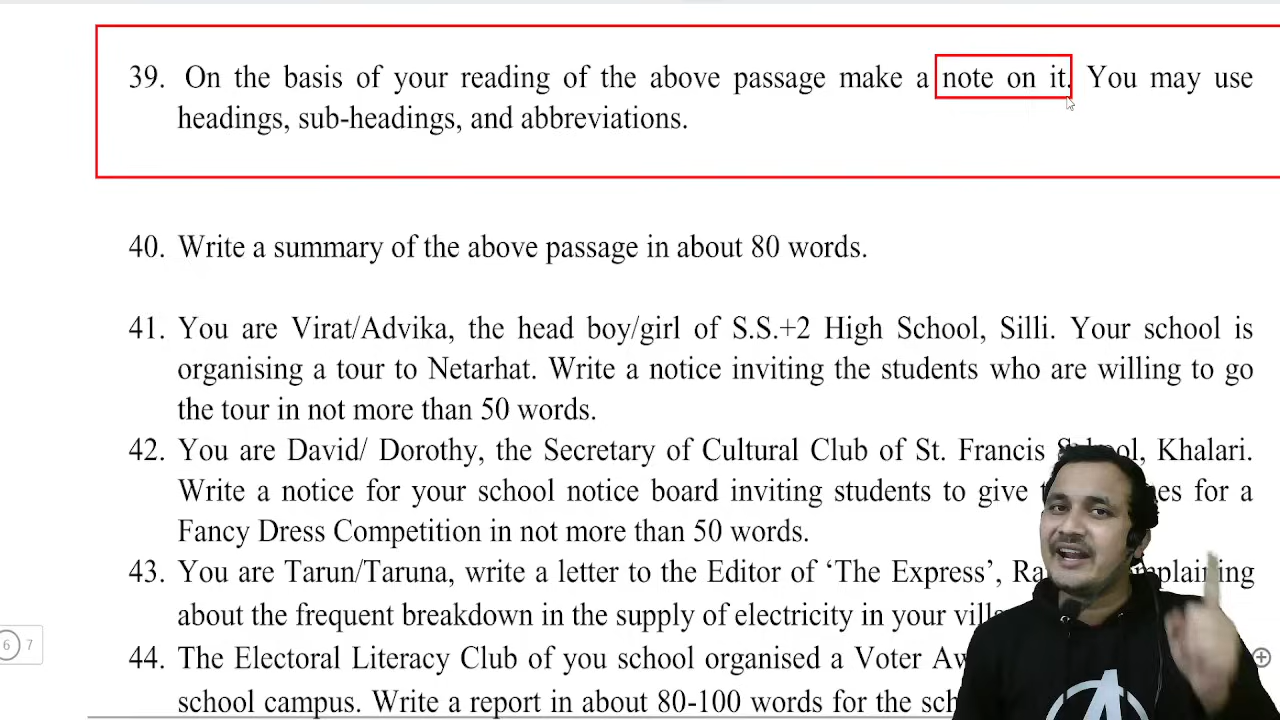 39. On the basis of your reading of the above passage make a note on it. You may use
headings, sub-headings, and abbreviations.
40. Write a summary of the above passage in about 80 words.
41. You are Virat/Advika, the head boy/girl of S.S.+2 High School, Silli. Your school is
organising a tour to Netarhat. Write a notice inviting the students who are willing to go
the tour in not more than 50 words.
42. You are David/ Dorothy, the Secretary of Cultural Club of St. Francis Khalari.
Write a notice for your school notice board inviting students to give for a
Fancy Dress Competition in not more than 50 words.
43. You are Tarun/Taruna, write a letter to the Editor of ‘The Express’,
about the frequent breakdown in the supply of electricity in your
6 7
44. The Electoral Literacy Club of you school organised a Voter
school campus. Write a report in about 80-100 words for the